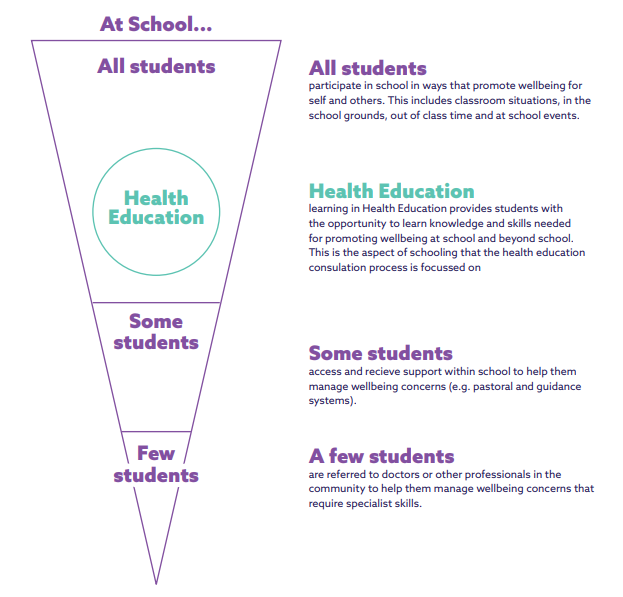 At School...
All students
Health
Education
Some
students
Few
students
All students
participate in school in ways that promote wellbeing for
self and others. This includes classroom situations, in the
school grounds, out of class time and at school events.
Health Education
learning in Health Education provides students with
the opportunity to learn knowledge and skills needed
for promoting wellbeing at school and beyond school.
This is the aspect of schooling that the health education
consulation process is focussed on
Some students
access and recieve support within school to help them
manage wellbeing concerns (e.g. pastoral and guidance
systems).
A few students
are referred to doctors or other professionals in the
community to help them manage wellbeing concerns that
require specialist skills.